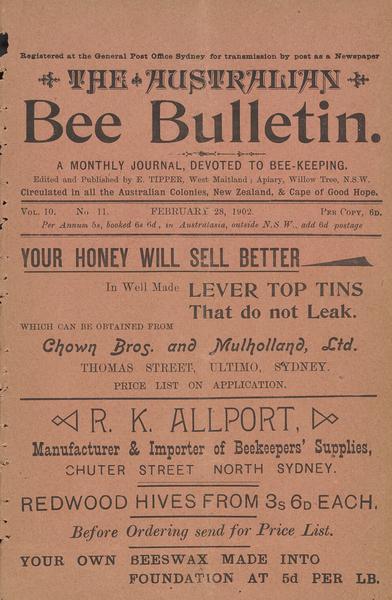 Registered at the General Post Office Sydney for transmission by post as a Newspaper
THE AUSTRALIAN
Bee Bulletin.
A MONTHLY JOURNAL, DEVOTED TO BEE-KEEPING.
Edited and Published by E. TIPPER, West Maitland; Apiary, Willow Tree, N.S.W.
Circulated in all the Australian Colonies, New Zealand, & Cape of Good Hope.
VOL. 10. No 11. FEBRUARY 28, 1902. PER COPY, 6D.
Per Annum 5s, booked 6s 6d, in Australasia, outside N.S W., add 6d postage
YOUR HONEY WILL SELL BETTER
In Well Made LEVER TOP TINS
That do not Leak.
WHICH CAN BE OBTAINED FROM
Chown Bros. and Mulholland, Ltd.
THOMAS STREET, ULTIMO, SYDNEY.
PRICE LIST ON APPLICATION.
R. K. ALLPORT,
Manufacturer & Importer of Beekeepers' Supplies,
CHUTER STREET NORTH SYDNEY.
REDWOOD HIVES FROM 3s 6D EACH.
Before Ordering send for Price List.
YOUR OWN BEESWAX MADE INTO
FOUNDATION AT 5d PER LB.